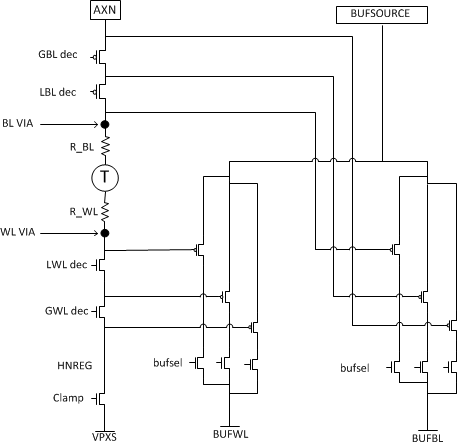 AXN
BUFSOURCE
GBL dec
LBL dec
BL VIA
R_BL
T
R_WL
WL VIA
LWL dec
GWL dec
HNREG
bufsel
bufsel
Clamp
VPXS
BUFWL
BUFBL